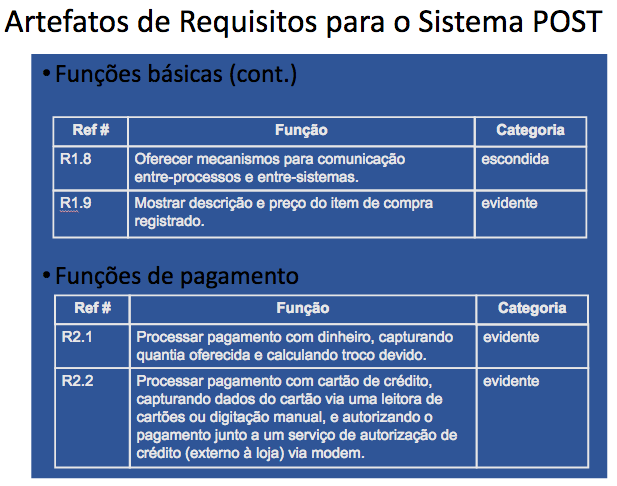 Artefatos de Requisitos para o Sistema POST
• Funções básicas (cont.)
Ref # Função Categoria
R1.8 Oferecer mecanismos para comunicação escondida
entre-processos e entre-sistemas.
R1.9 Mostrar descrição e preço do item de compra evidente
registrado.
• Funções de pagamento
Ref # Função Categoria
R2.1 Processar pagamento com dinheiro, capturando evidente
quantia oferecida e calculando troco devido.
R2.2 Processar pagamento com cartão de crédito, evidente
capturando dados do cartão via uma leitora de
cartões ou digitação manual, e autorizando o
pagamento junto a um serviço de autorização de
crédito (externo à loja) via modem.